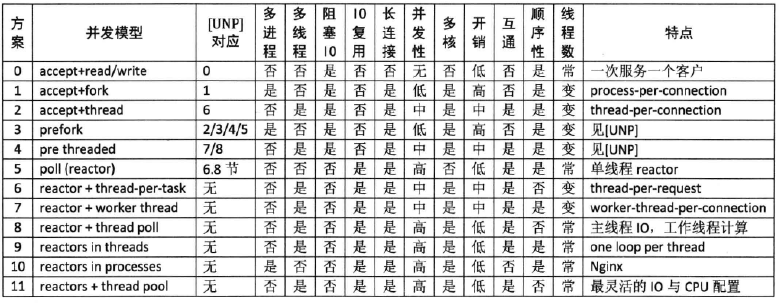 方案 并发模型 [UNP]对应 多进程 多线程 阻塞IO IO复用 长连接 并发性 多核 开销 互通 顺序性 线程数 特点
0 accept+read/write 0 否 否 是 否 否 无 否 低 否 是 常 一次服务一个客户
1 accept+fork 1 是 否 是 否 是 低 是 高 否 是 变 process-per-connection
2 accept+thread 6 否 是 是 否 是 中 是 中 是 是 变 thread-per-connection
3 prefork 2/3/4/5 是 否 是 否 是 低 是 高 否 是 变 见[UNP]
4 pre threaded 7/8 否 是 是 否 是 中 是 中 是 是 变 见[UNP]
5 poll (reactor) 6.8 节 否 否 否 是 是 高 否 低 是 是 常 单线程 reactor
6 reactor + thread-per-task 无 否 是 否 是 是 中 是 中 是 否 变 thread-per-request
7 reactor + worker thread 无 否 是 否 是 是 中 是 中 是 是 变 worker-thread-per-connection
8 reactor + thread poll 无 否 是 否 是 是 高 是 低 是 否 常 主线程 IO，工作线程计算
9 reactors in threads 无 否 是 否 是 是 高 是 低 是 是 常 one loop per thread
10 reactors in processes 无 是 否 否 是 是 高 是 低 否 是 常 Nginx
11 reactors + thread pool 无 否 是 否 是 是 高 是 低 是 否 常 最灵活的 IO 与 CPU 配置